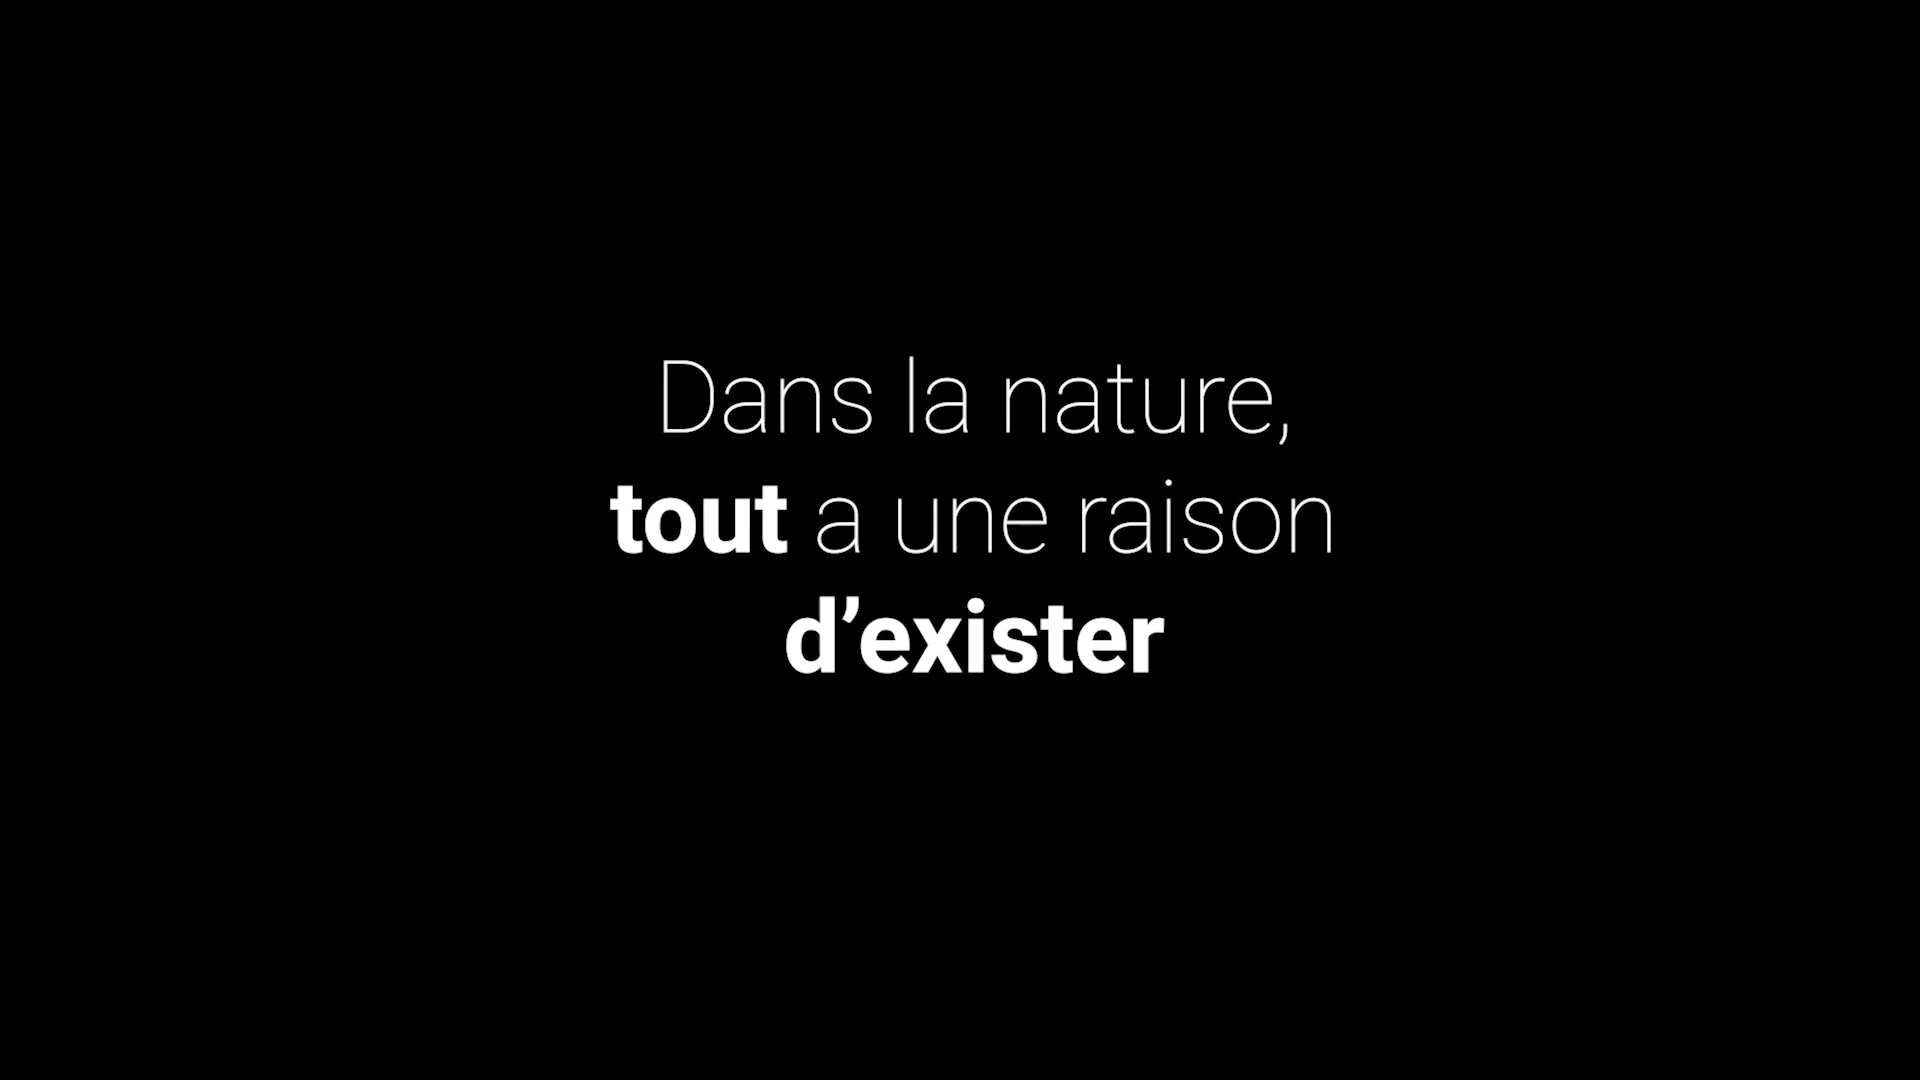 Dans la nature,
tout a une raison
d’exister